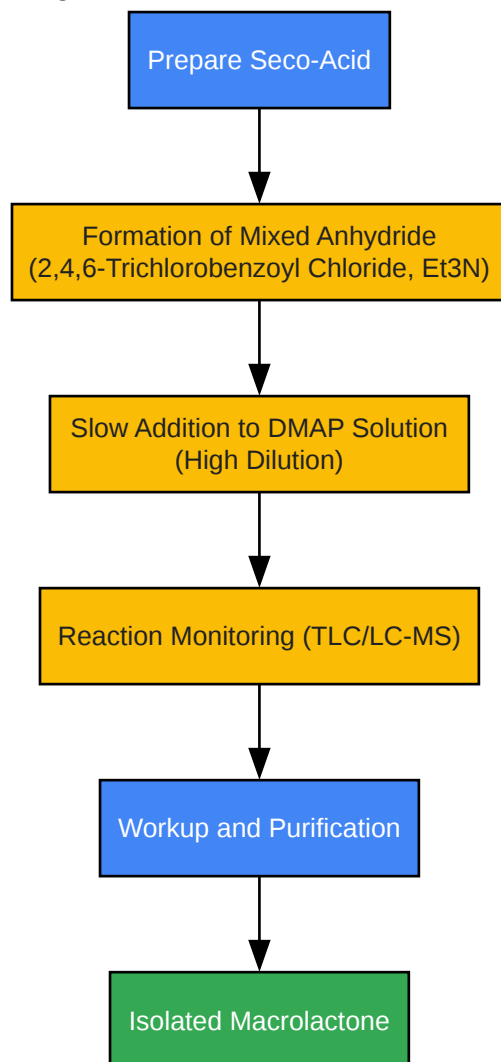 Prepare Seco-Acid
Formation of Mixed Anhydride
(2,4,6-Trichlorobenzoyl Chloride, Et3N)
Slow Addition to DMAP Solution
(High Dilution)
Reaction Monitoring (TLC/LC-MS)
Workup and Purification
Isolated Macrolactone